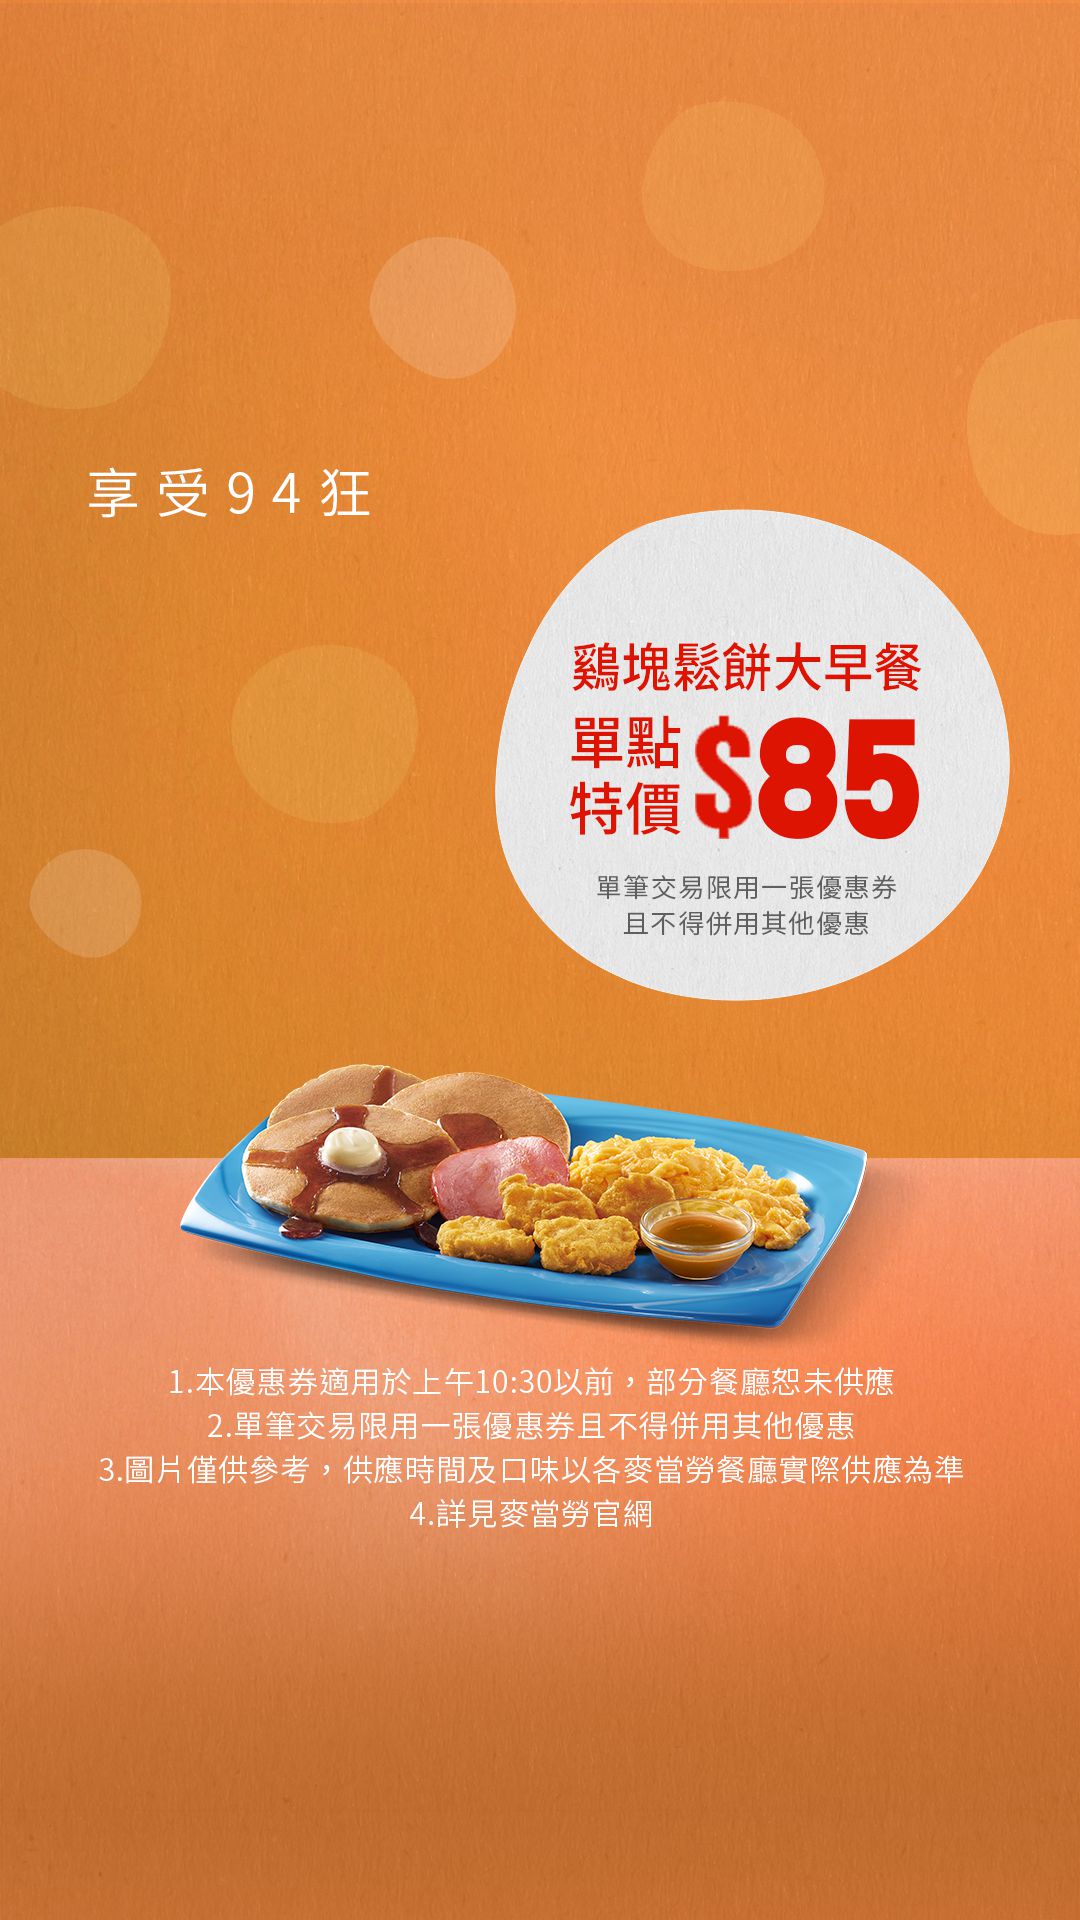 享受94狂
鷄塊鬆餅大早餐
單點
特價
$85
單筆交易限用一張優惠券
且不得併用其他優惠
1.本優惠券適用於上午10:30以前，部分餐廳恕未供應
2.單筆交易限用一張優惠券且不得併用其他優惠
3.圖片僅供參考，供應時間及口味以各麥當勞餐廳實際供應為準
4.詳見麥當勞官網